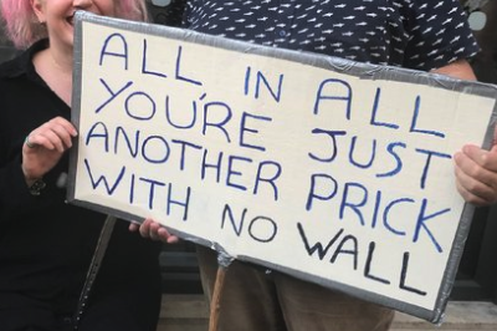 ALL, IN ALL
YOU'RE JUST
ANOTHER PRICK
WITH NO WALL